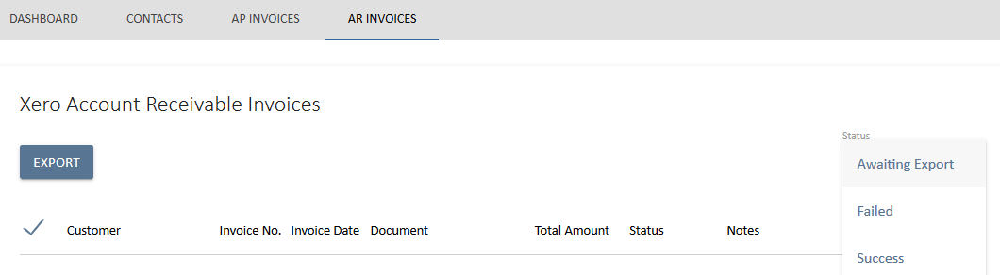 DASHBOARD CONTACTS AP INVOICES AR INVOICES
Xero Account Receivable Invoices
Status
EXPORT
Awaiting Export
Failed
Customer Invoice No. Invoice Date Document Total Amount Status Notes
Success